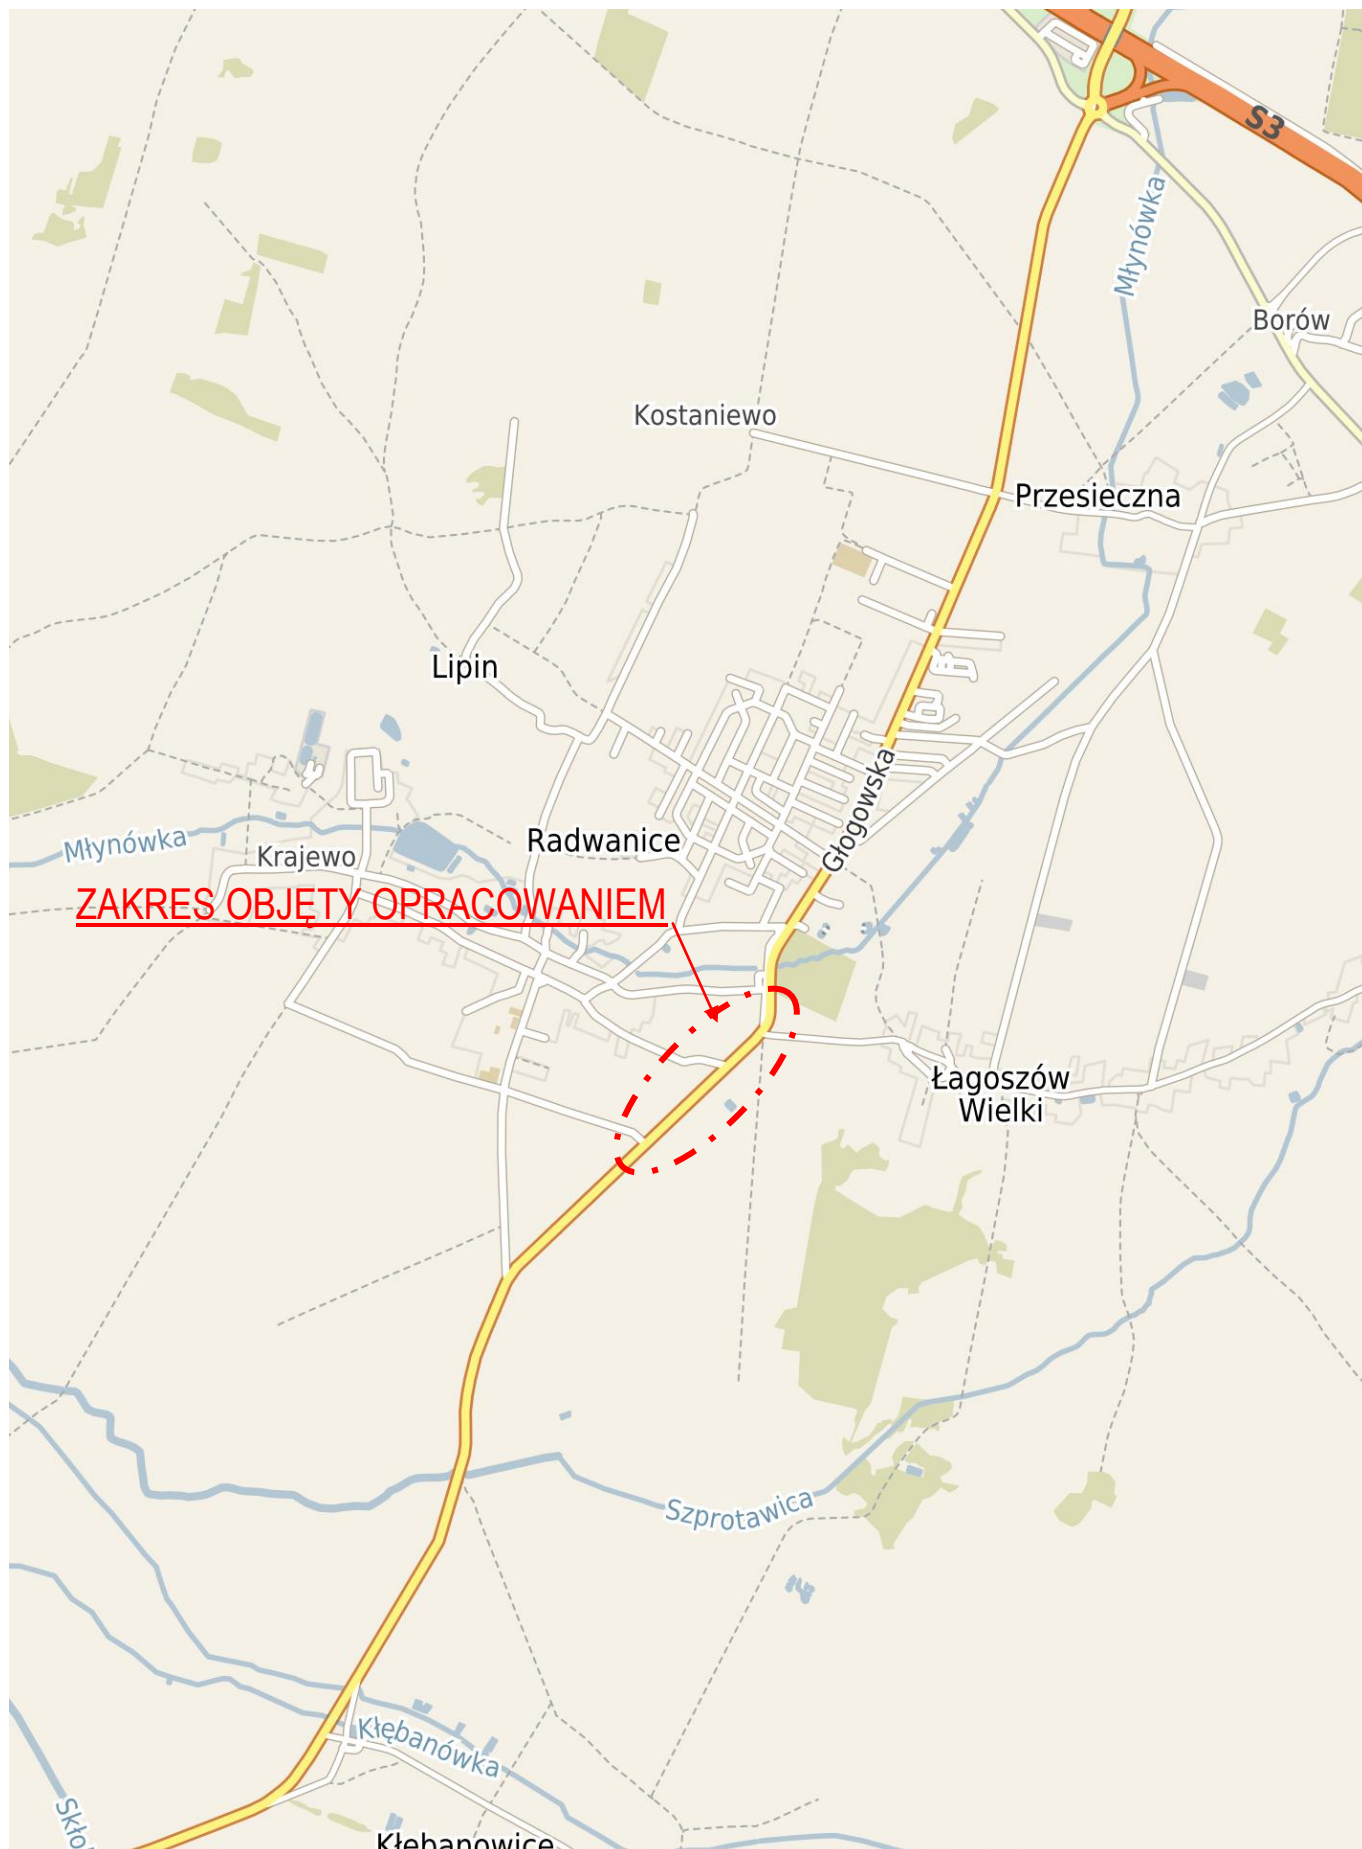 S3
Młynówka
Borów
Kostaniewo
Przesieczna
Lipin
Głogowska
Młynówka
Radwanice
Krajewo
ZAKRES OBJĘTY OPRACOWANIEM
Łagoszów
Wielki
Szprotawica
Kłębanówka
Kłębanowice